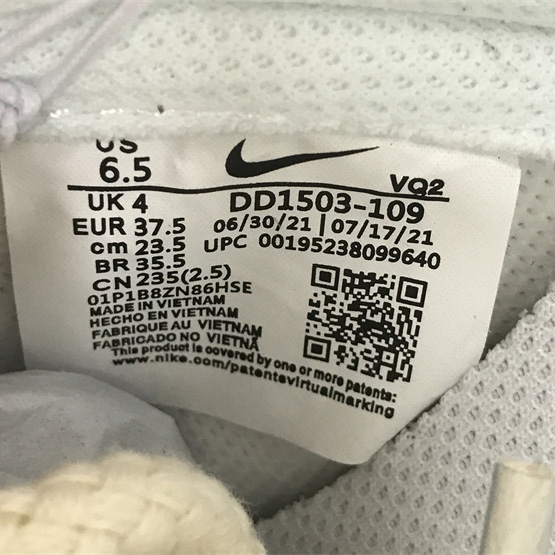 US
6.5
VQ2
UK 4
DD1503-109
EUR 37.5
06/30/21 | 07/17/21
cm 23.5
UPC 00195238099640
BR 35.5
CN 235(2.5)
01P1B8ZN86HSE
MADE IN VIETNAM
HECHO EN VIETNAM
FABRIQUE AU VIETNAM
FABRICADO NO VIETNÃ
This product is covered by one or more patents:
www.nike.com/patentsvirtualmarking